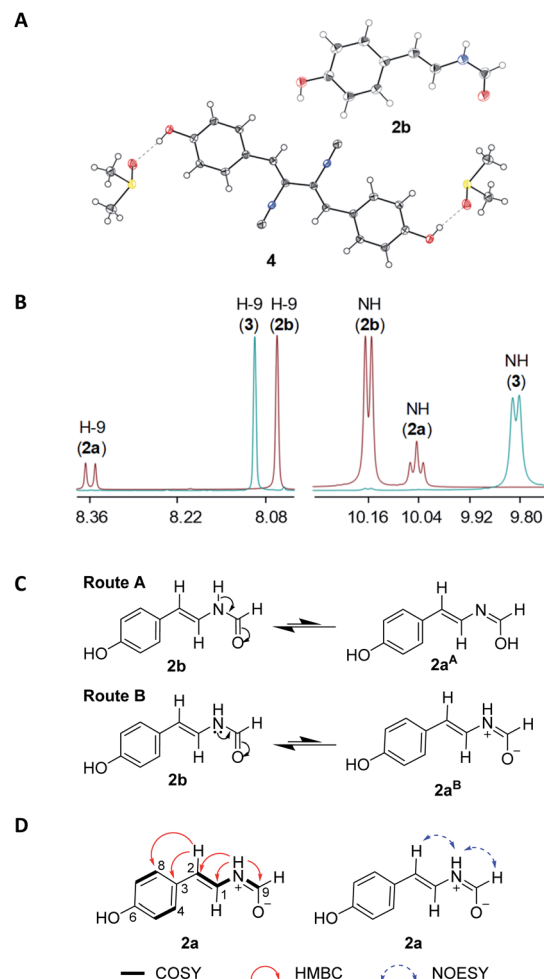 A
2b
4
B
H-9 H-9 NH
(3) (2b) (2b)
NH
(3)
NH
(2a)
H-9
(2a)
8.36 8.22 8.08 10.16 10.04 9.92 9.80
C
Route A
H H
N H
O
HO H
2b
H
N H
OH
HO H
2aᴬ
Route B
H H
N H
O
HO H
2b
H H
N H
+
O−
HO H
2aᴮ
D
H H
8 2 N H
3 + 9
1
6 4 H O−
HO
2a
H H
N H
+
O−
HO H
2a
COSY HMBC NOESY